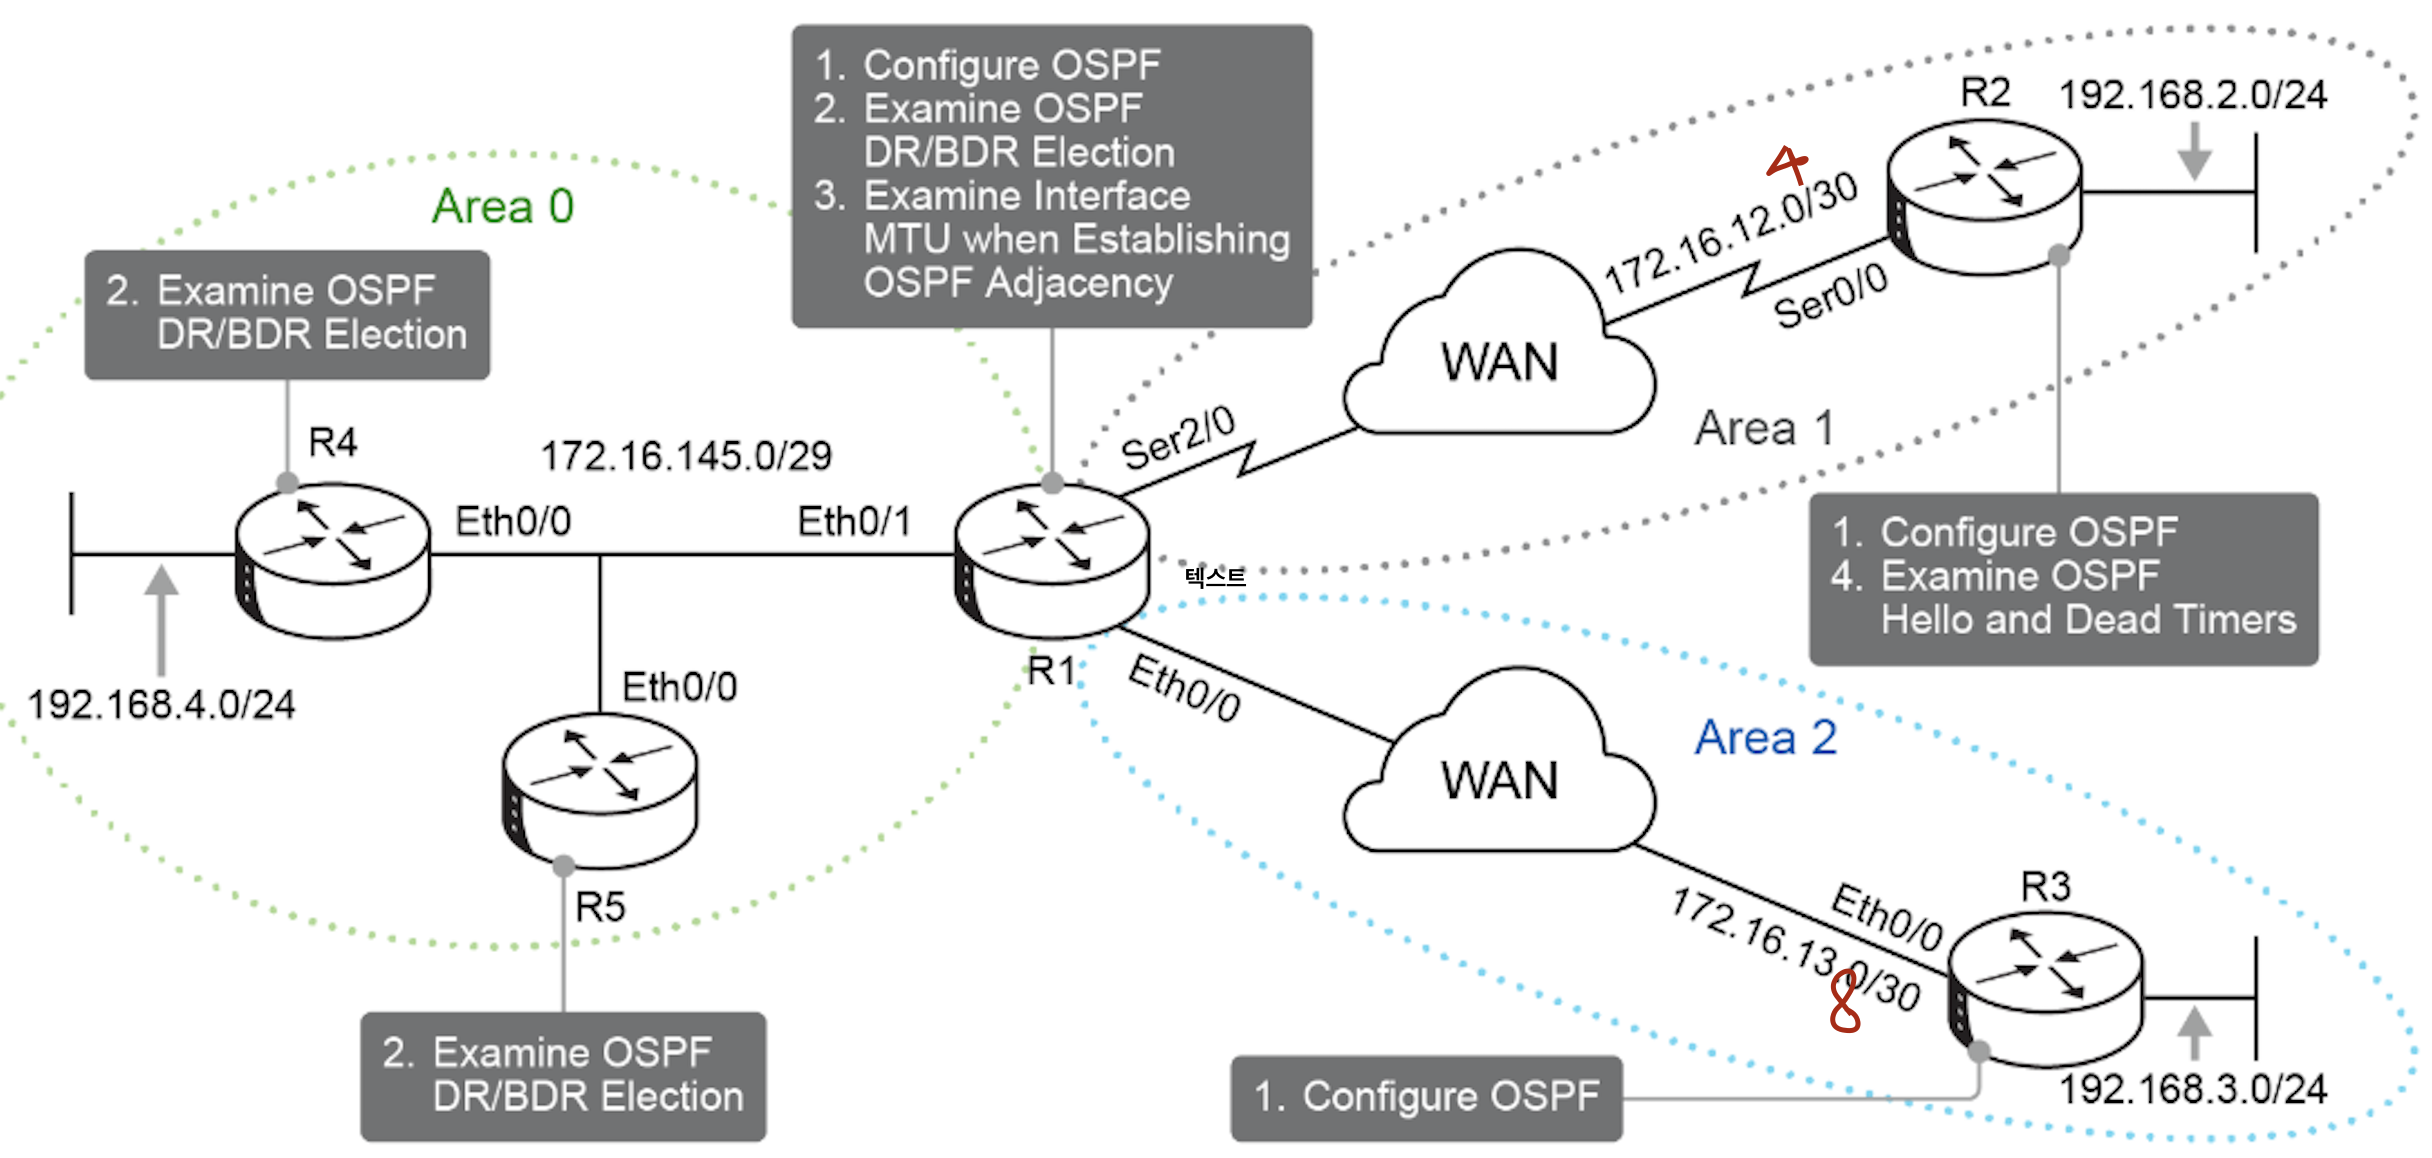 1. Configure OSPF
2. Examine OSPF
DR/BDR Election
3. Examine Interface
MTU when Establishing
OSPF Adjacency
R2
192.168.2.0/24
4
172.16.12.0/30
Ser0/0
Area 0
2. Examine OSPF
DR/BDR Election
WAN
Ser2/0
Area 1
R4
172.16.145.0/29
Eth0/0
Eth0/1
1. Configure OSPF
4. Examine OSPF
Hello and Dead Timers
텍스트
R1
Eth0/0
192.168.4.0/24
Eth0/0
Area 2
WAN
R5
R3
Eth0/0
172.16.13.0/30
8
2. Examine OSPF
DR/BDR Election
1. Configure OSPF
192.168.3.0/24